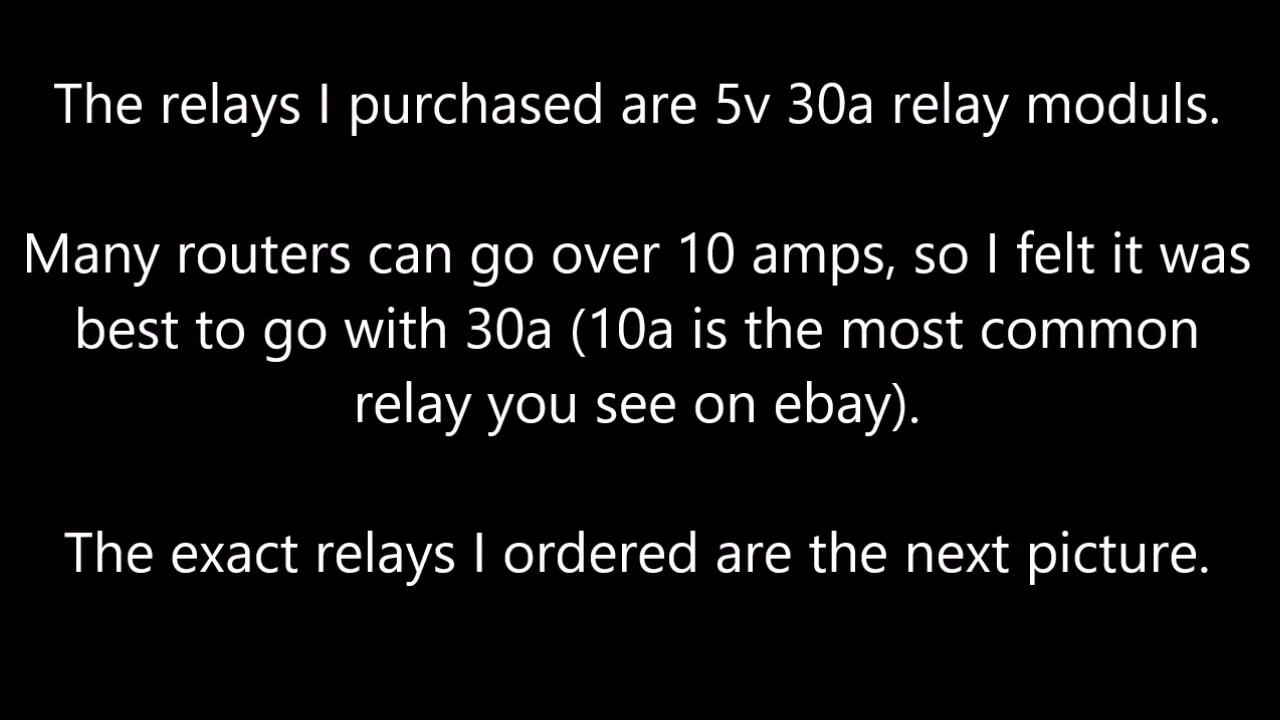 The relays I purchased are 5v 30a relay moduls.
Many routers can go over 10 amps, so I felt it was
best to go with 30a (10a is the most common
relay you see on ebay).
The exact relays I ordered are the next picture.